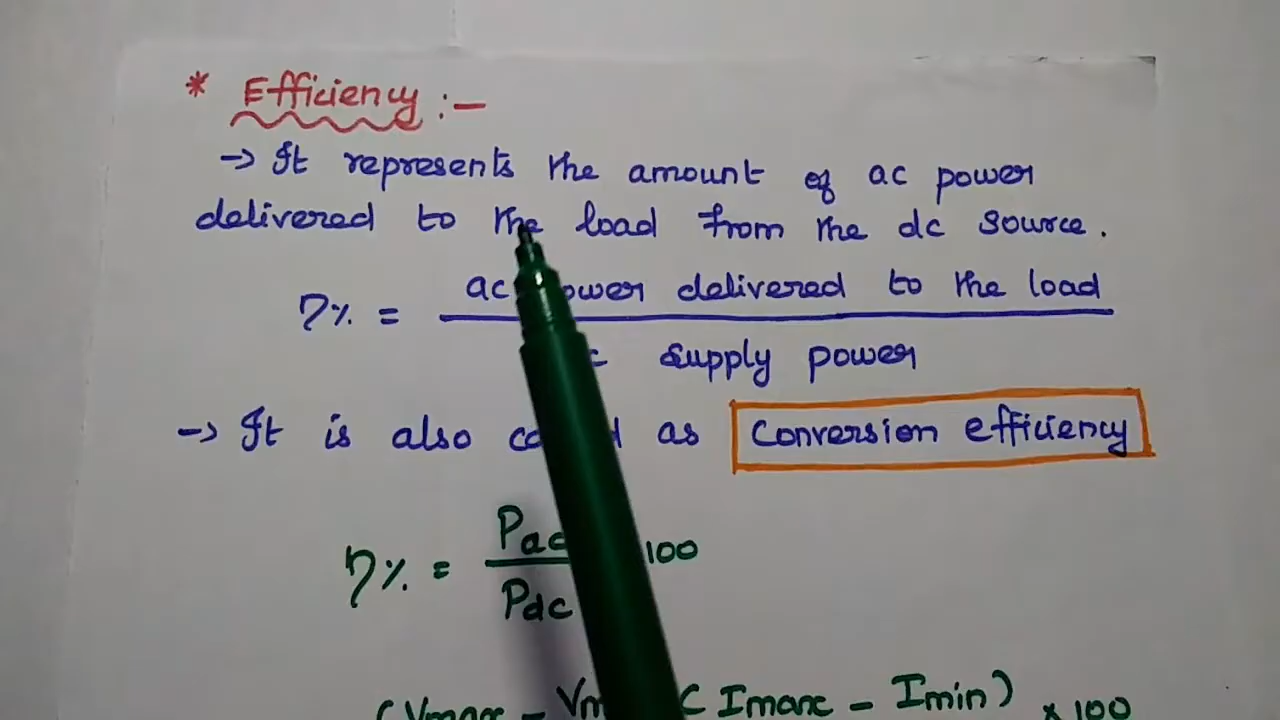 * Efficiency :-
-> It represents the amount of ac power
delivered to the load from the dc source.
η% = ac power delivered to the load
supply power
-> It is also as Conversion efficiency
η% = Pac
Pdc
100
(Vmax - Imax - Imin) × 100